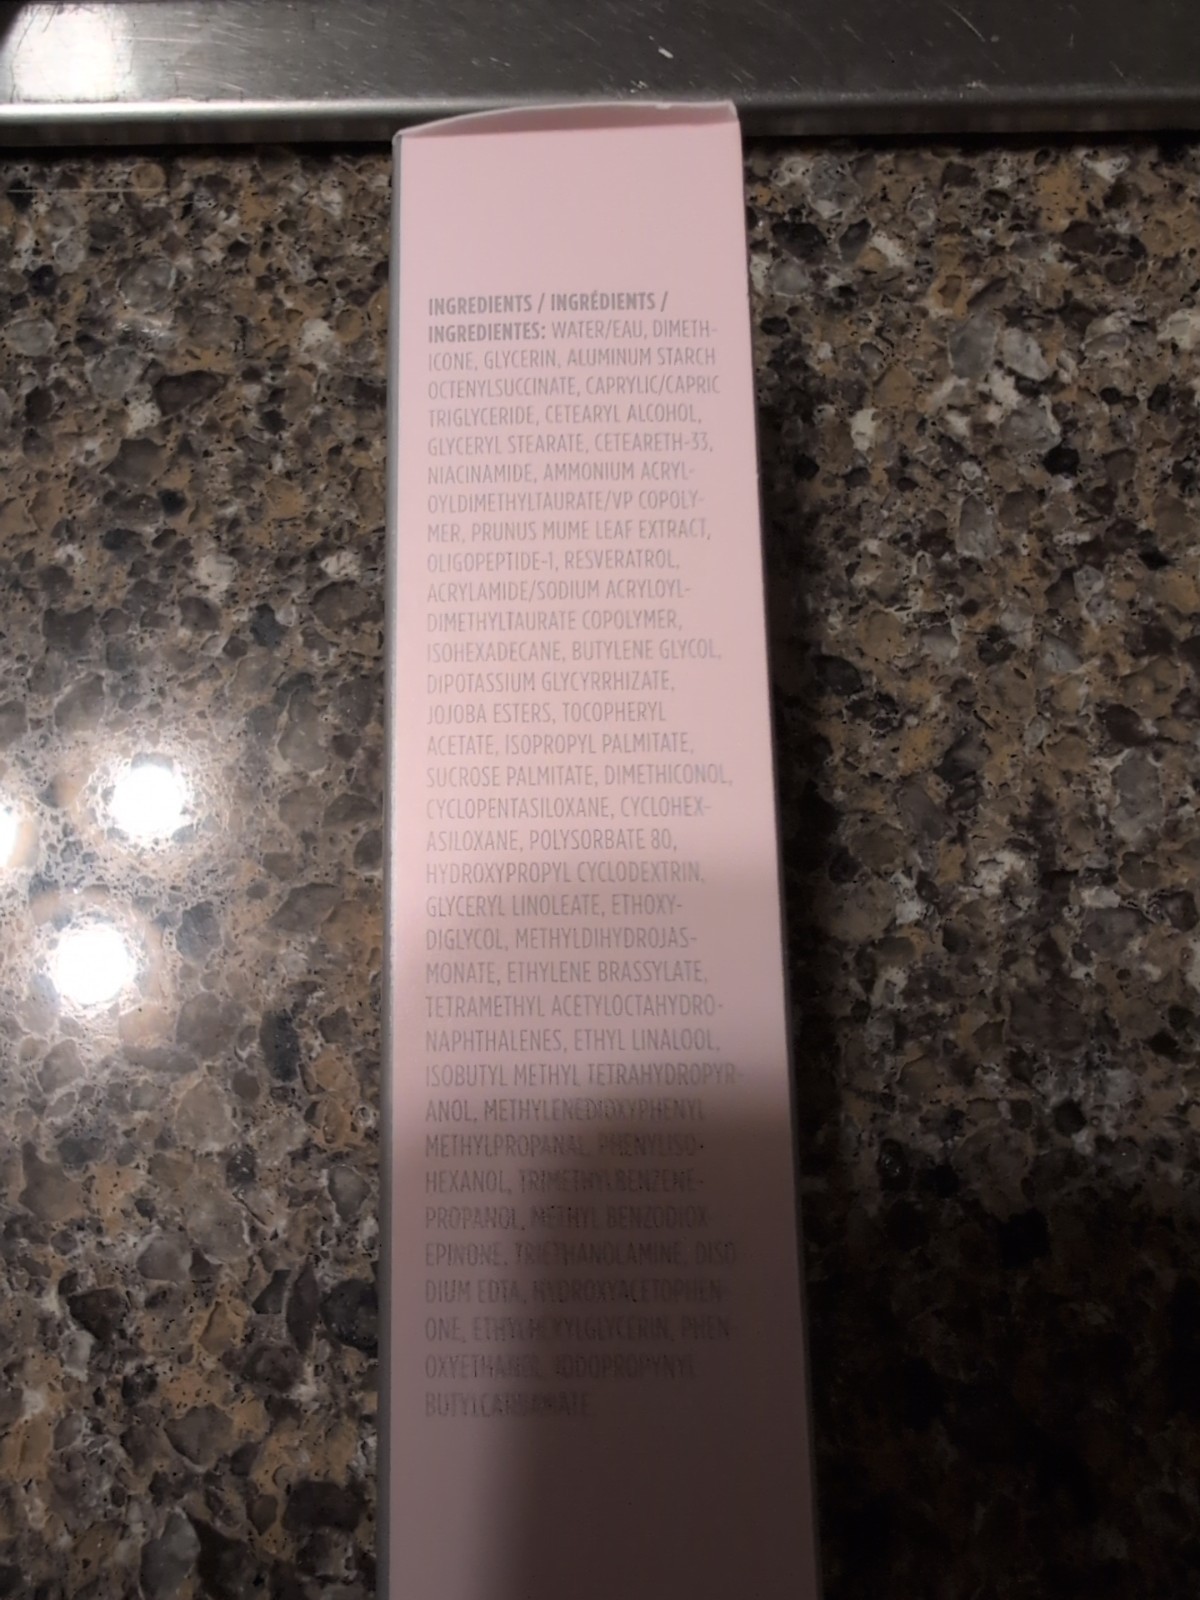 INGREDIENTS / INGRÉDIENTS /
INGREDIENTES: WATER/EAU, DIMETH-
ICONE, GLYCERIN, ALUMINUM STARCH
OCTENYLSUCCINATE, CAPRYLIC/CAPRIC
TRIGLYCERIDE, CETEARYL ALCOHOL,
GLYCERYL STEARATE, CETEARETH-33,
NIACINAMIDE, AMMONIUM ACRYL-
OYLDIMETHYLTAURATE/VP COPOLY-
MER, PRUNUS MUME LEAF EXTRACT,
OLIGOPEPTIDE-1, RESVERATROL,
ACRYLAMIDE/SODIUM ACRYLOYL-
DIMETHYLTAURATE COPOLYMER,
ISOHEXADECANE, BUTYLENE GLYCOL,
DIPOTASSIUM GLYCYRRHIZATE,
JOJOBA ESTERS, TOCOPHERYL
ACETATE, ISOPROPYL PALMITATE,
SUCROSE PALMITATE, DIMETHICONOL,
CYCLOPENTASILOXANE, CYCLOHEX-
ASILOXANE, POLYSORBATE 80,
HYDROXYPROPYL CYCLODEXTRIN,
GLYCERYL LINOLEATE, ETHOXY-
DIGLYCOL, METHYLDIHYDROJAS-
MONATE, ETHYLENE BRASSYLATE,
TETRAMETHYL ACETYLOCTAHYDRO-
NAPHTHALENES, ETHYL LINALOOL,
ISOBUTYL METHYL TETRAHYDROPYR-
ANOL, METHYLENEDIOXYPHENYL
METHYLPROPANAL, PHENYLISO-
HEXANOL, TRIMETHYLBENZENE-
PROPANOL, METHYL BENZODIOX-
EPINONE, TRIETHANOLAMINE, DISO-
DIUM EDTA, HYDROXYACETOPHEN-
ONE, ETHYLHEXYLGLYCERIN, PHEN-
OXYETHANOL, IODOPROPYNYL
BUTYLCARBAMATE.